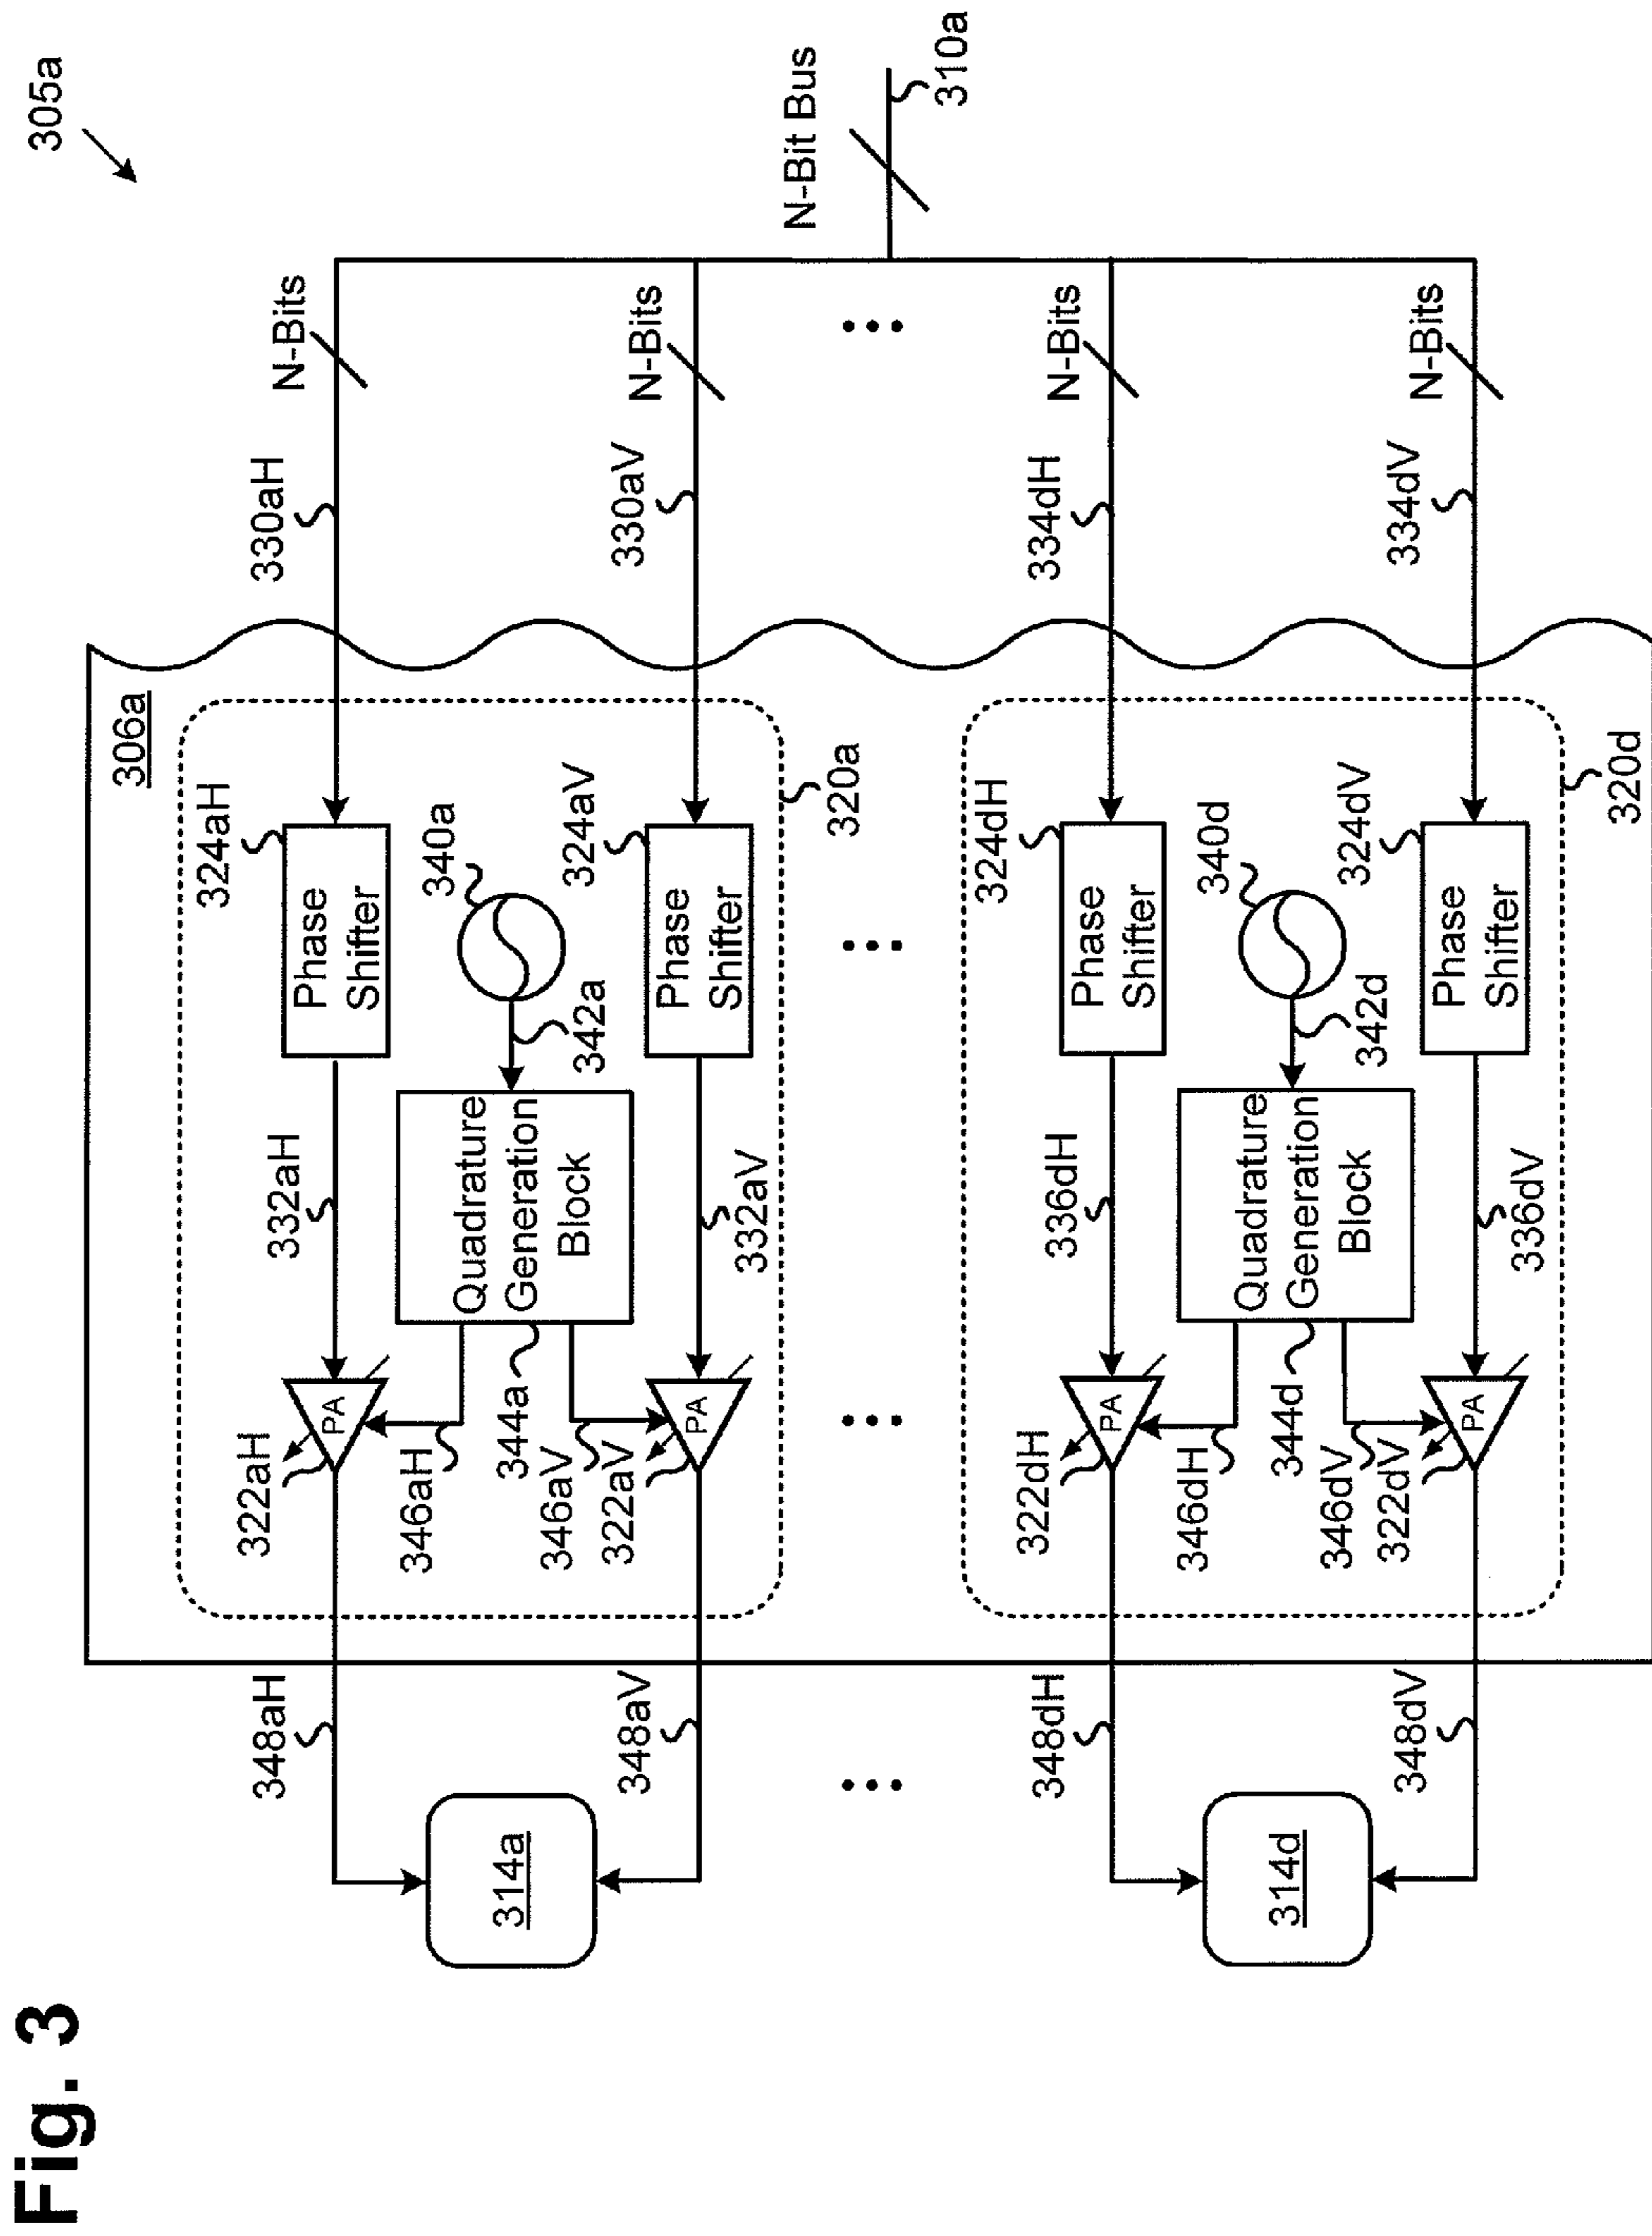 Fig. 3
305a
N-Bit Bus
310a
N-Bits
330aH
N-Bits
330aV
N-Bits
334dH
N-Bits
334dV
306a
324aH
Phase
Shifter
340a
342a
324aV
Phase
Shifter
320a
332aH
Quadrature
Generation
Block
332aV
322aH
PA
346aH
344a
346aV
322aV
PA
348aH
348aV
314a
324dH
Phase
Shifter
340d
342d
324dV
Phase
Shifter
320d
336dH
Quadrature
Generation
Block
336dV
322dH
PA
346dH
344d
346dV
322dV
PA
348dH
348dV
314d